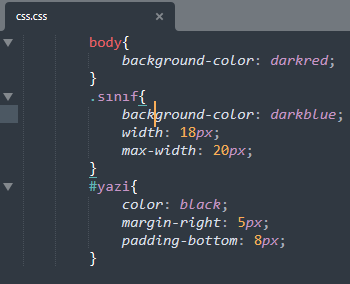 css.css ×
body{
background-color: darkred;
}
.sınıf{
background-color: darkblue;
width: 18px;
max-width: 20px;
}
#yazi{
color: black;
margin-right: 5px;
padding-bottom: 8px;
}